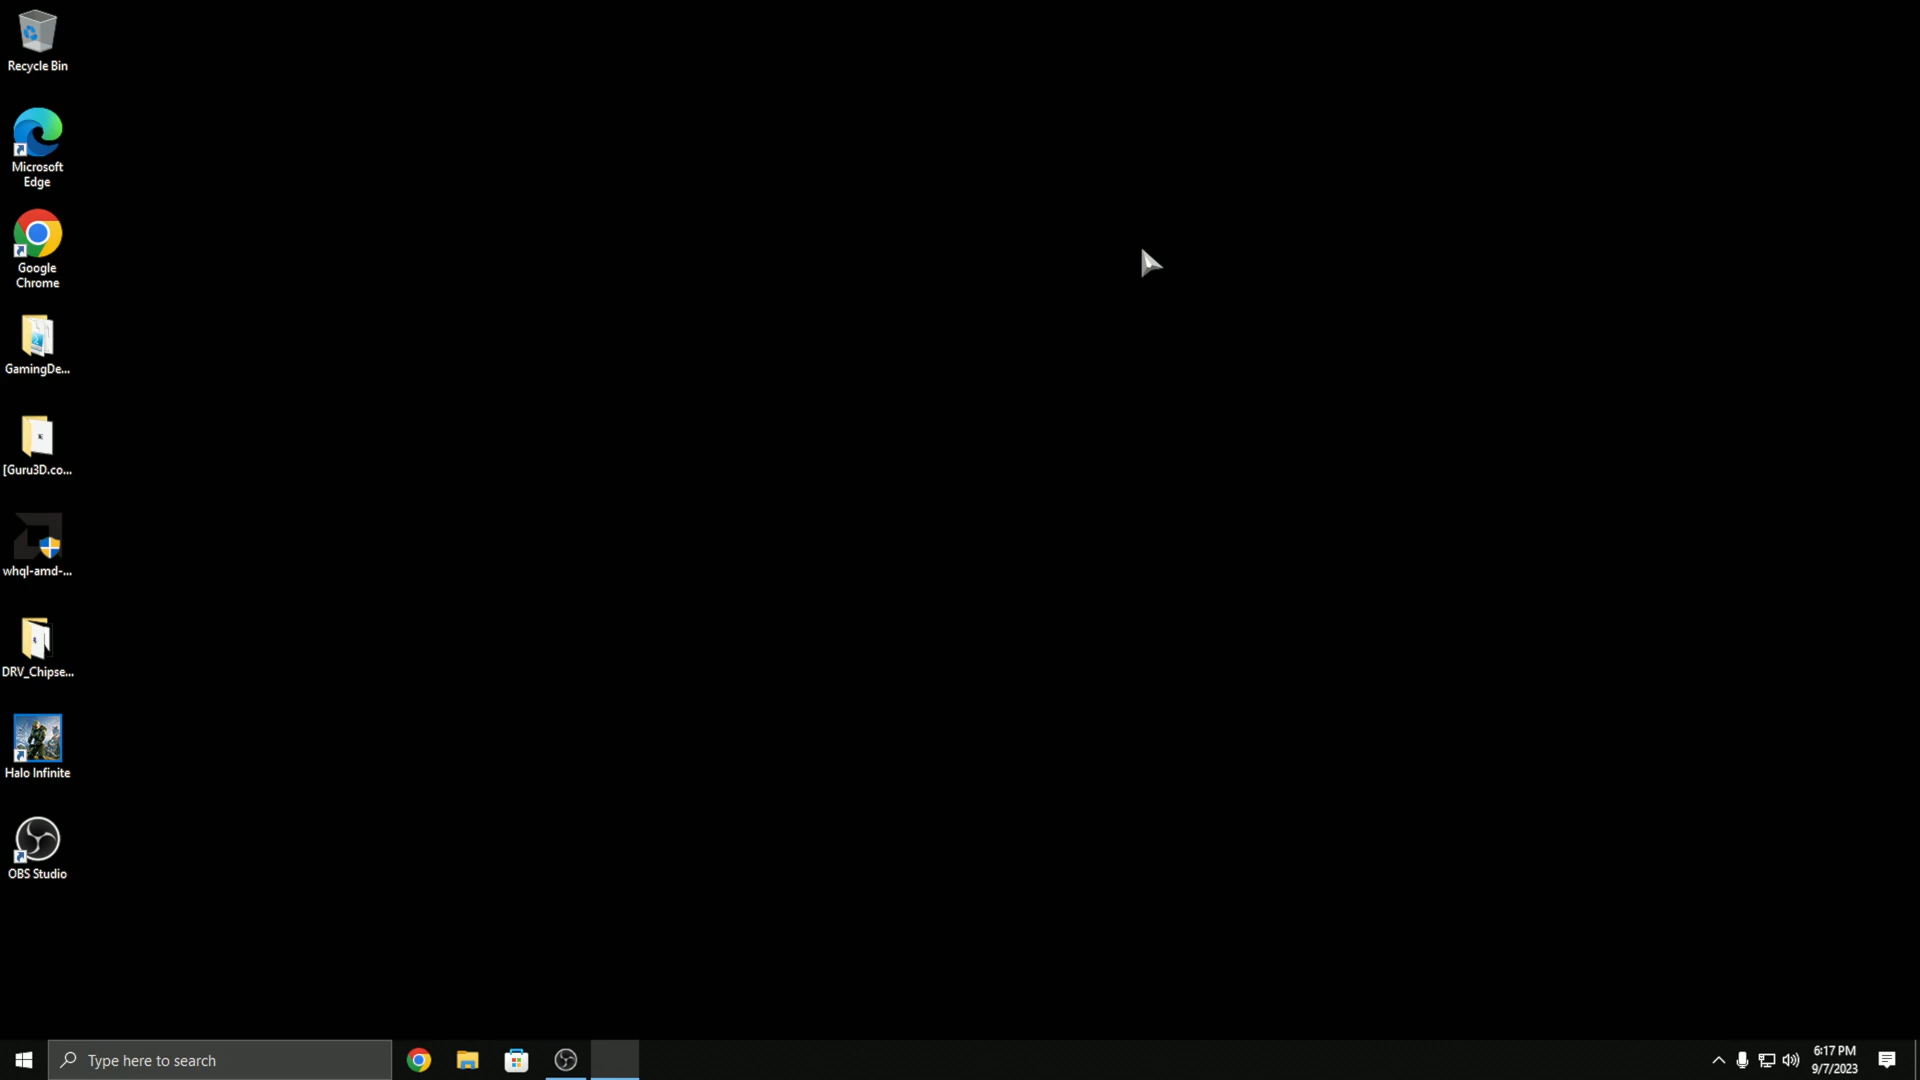 Recycle Bin
Microsoft
Edge
Google
Chrome
GamingDe...
[Guru3D.co...
whql-amd-...
DRV_Chipse...
Halo Infinite
OBS Studio
Type here to search
6:17 PM
9/7/2023